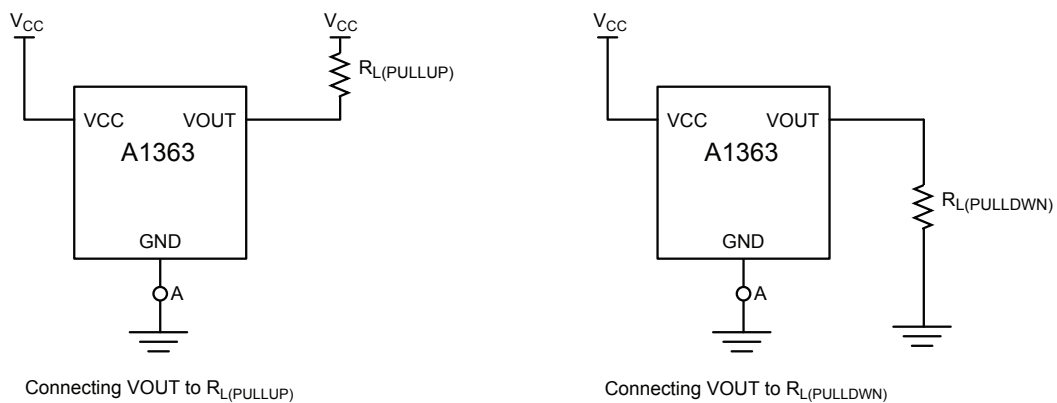 VCC
VCC
RL(PULLUP)
VCC VOUT
A1363
GND
A
Connecting VOUT to RL(PULLUP)
VCC
VCC VOUT
A1363
RL(PULLDWN)
GND
A
Connecting VOUT to RL(PULLDWN)